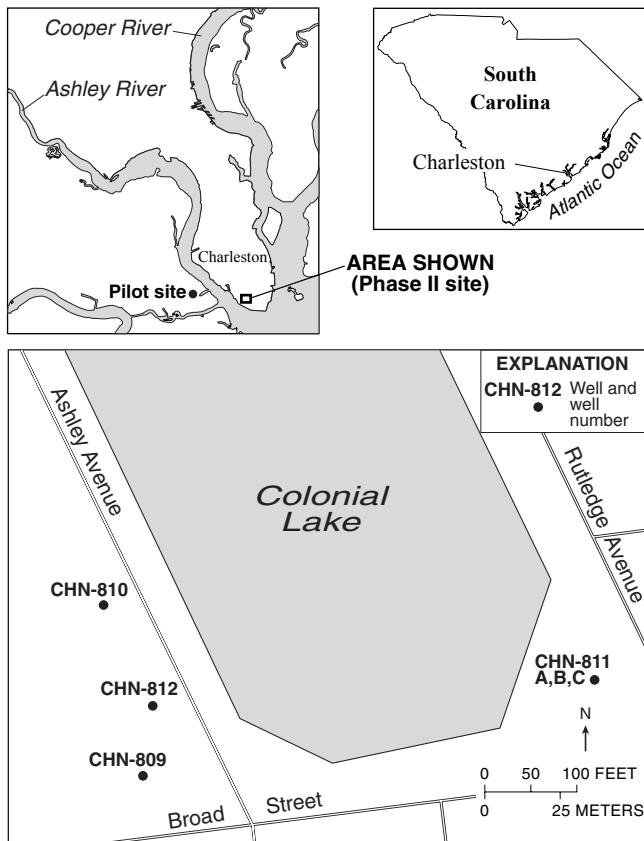 Cooper River
Ashley River
Charleston
Pilot site
AREA SHOWN
(Phase II site)
South
Carolina
Charleston
Atlantic Ocean
EXPLANATION
CHN-812 Well and
well
number
Ashley Avenue
Rutledge
Avenue
Colonial
Lake
CHN-810
CHN-812
CHN-809
CHN-811
A,B,C
N
0 50 100 FEET
0 25 METERS
Broad Street